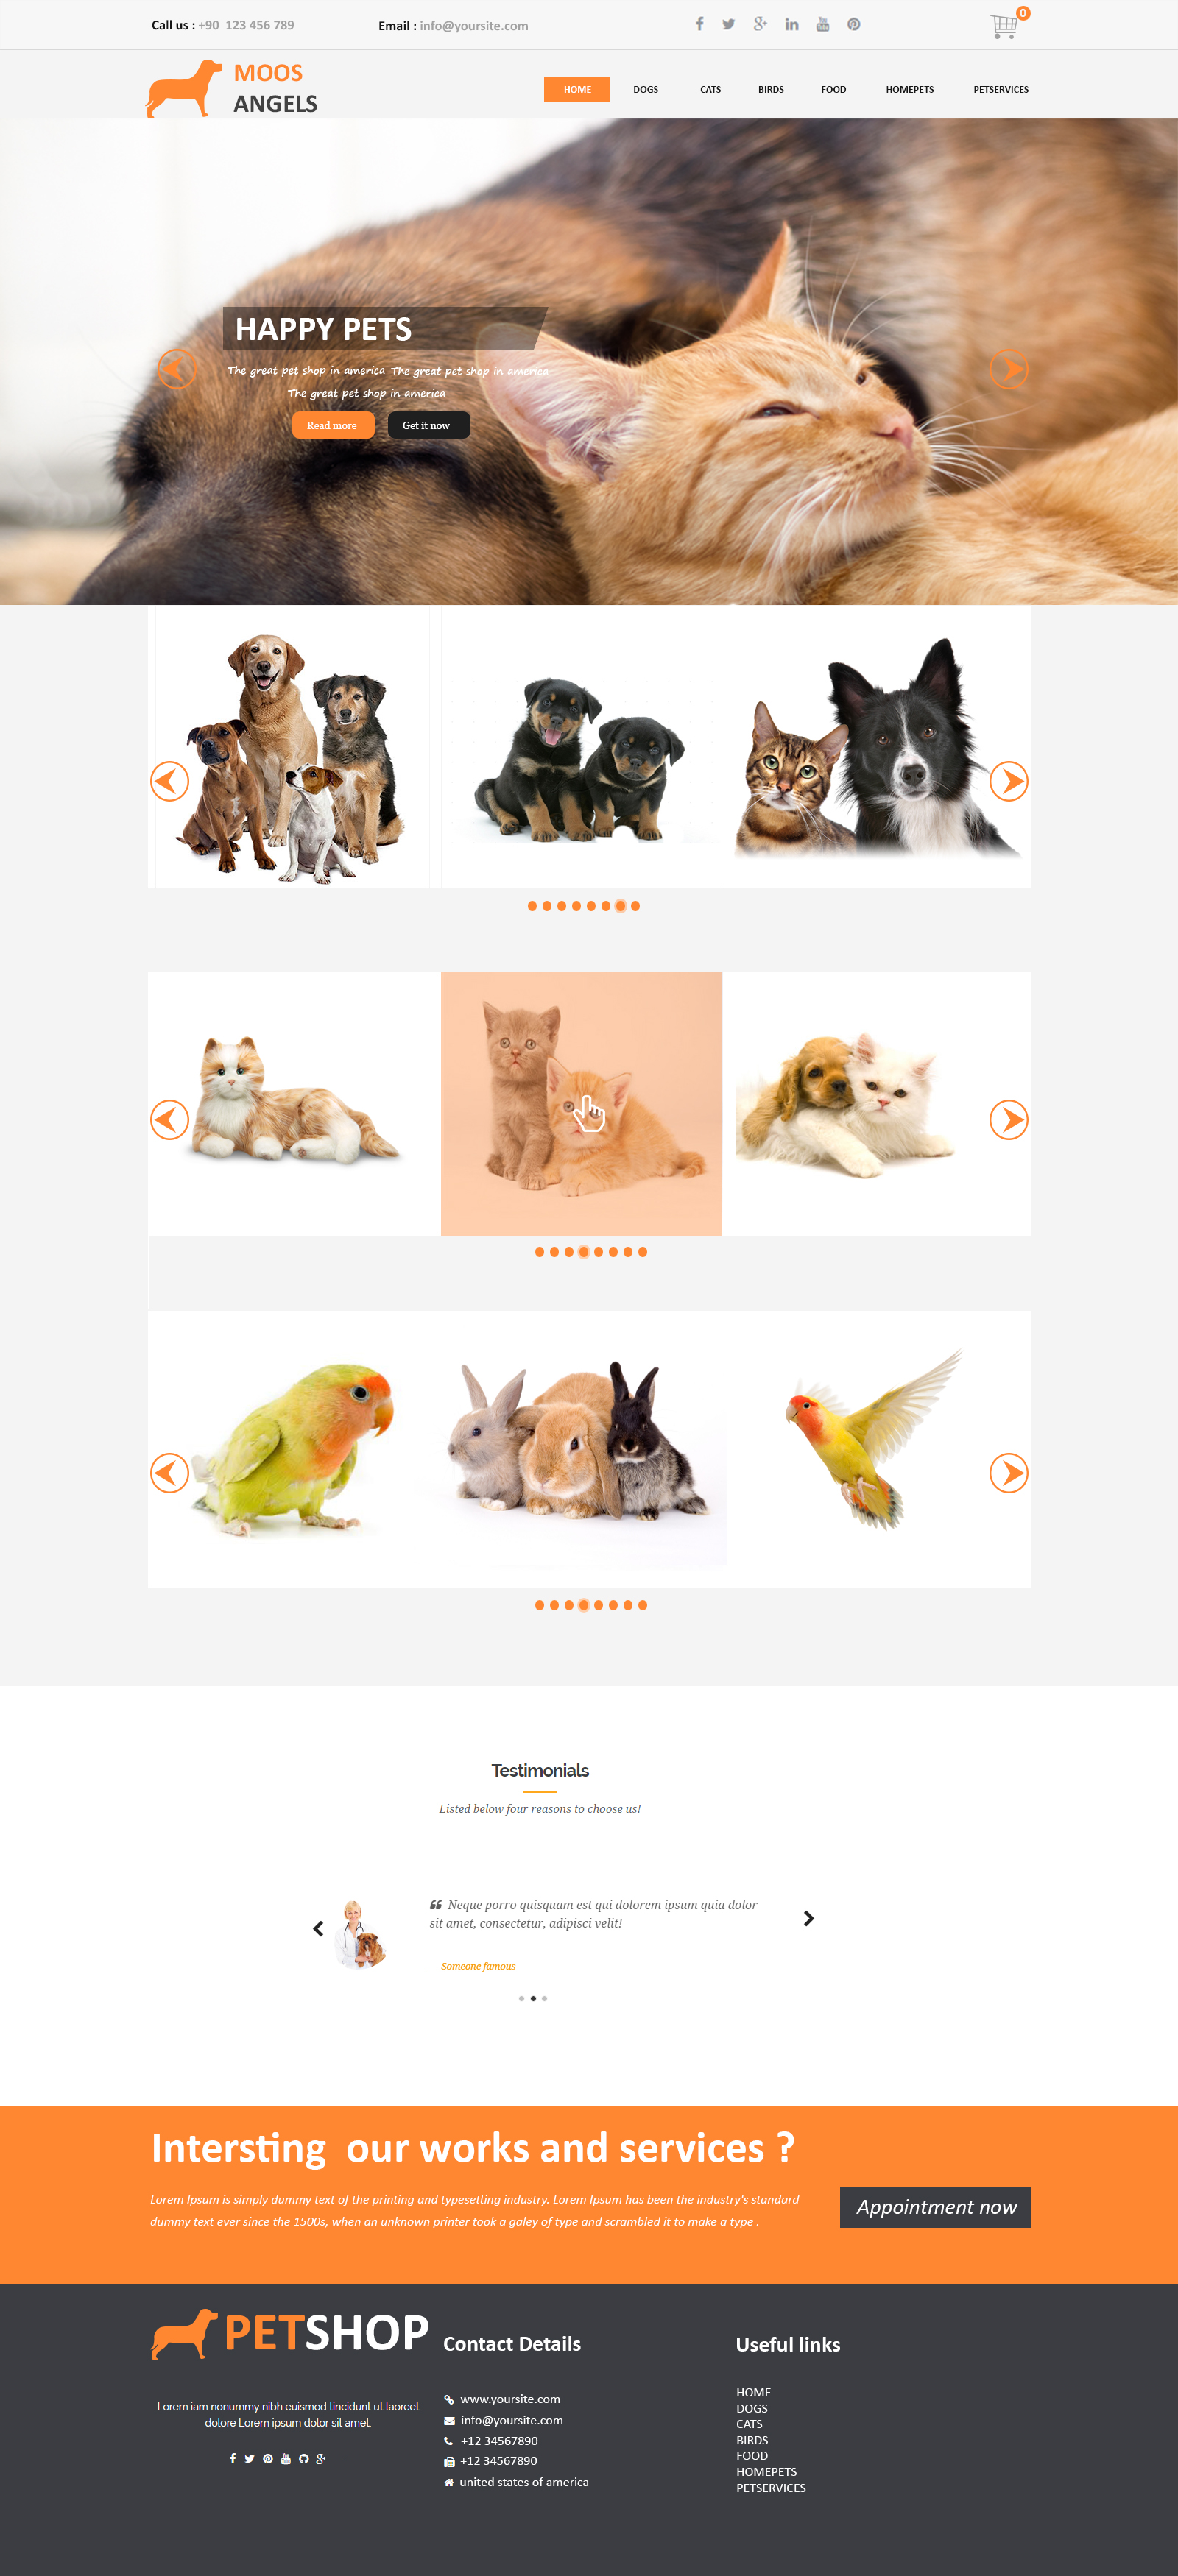 Call us : +90  123 456 789
Email : info@yoursite.com
0
MOOS
ANGELS
HOME
DOGS
CATS
BIRDS
FOOD
HOMEPETS
PETSERVICES
HAPPY PETS
The great pet shop in america The great pet shop in america
The great pet shop in america
Read more
Get it now
Testimonials
Listed below four reasons to choose us!
Neque porro quisquam est qui dolorem ipsum quia dolor
sit amet, consectetur, adipisci velit!
— Someone famous
Intersting  our works and services ?
Lorem Ipsum is simply dummy text of the printing and typesetting industry. Lorem Ipsum has been the industry's standard
dummy text ever since the 1500s, when an unknown printer took a galey of type and scrambled it to make a type .
Appointment now
PETSHOP
Lorem iam nonummy nibh euismod tincidunt ut laoreet
dolore Lorem ipsum dolor sit amet.
Contact Details
www.yoursite.com
info@yoursite.com
+12 34567890
+12 34567890
united states of america
Useful links
HOME
DOGS
CATS
BIRDS
FOOD
HOMEPETS
PETSERVICES